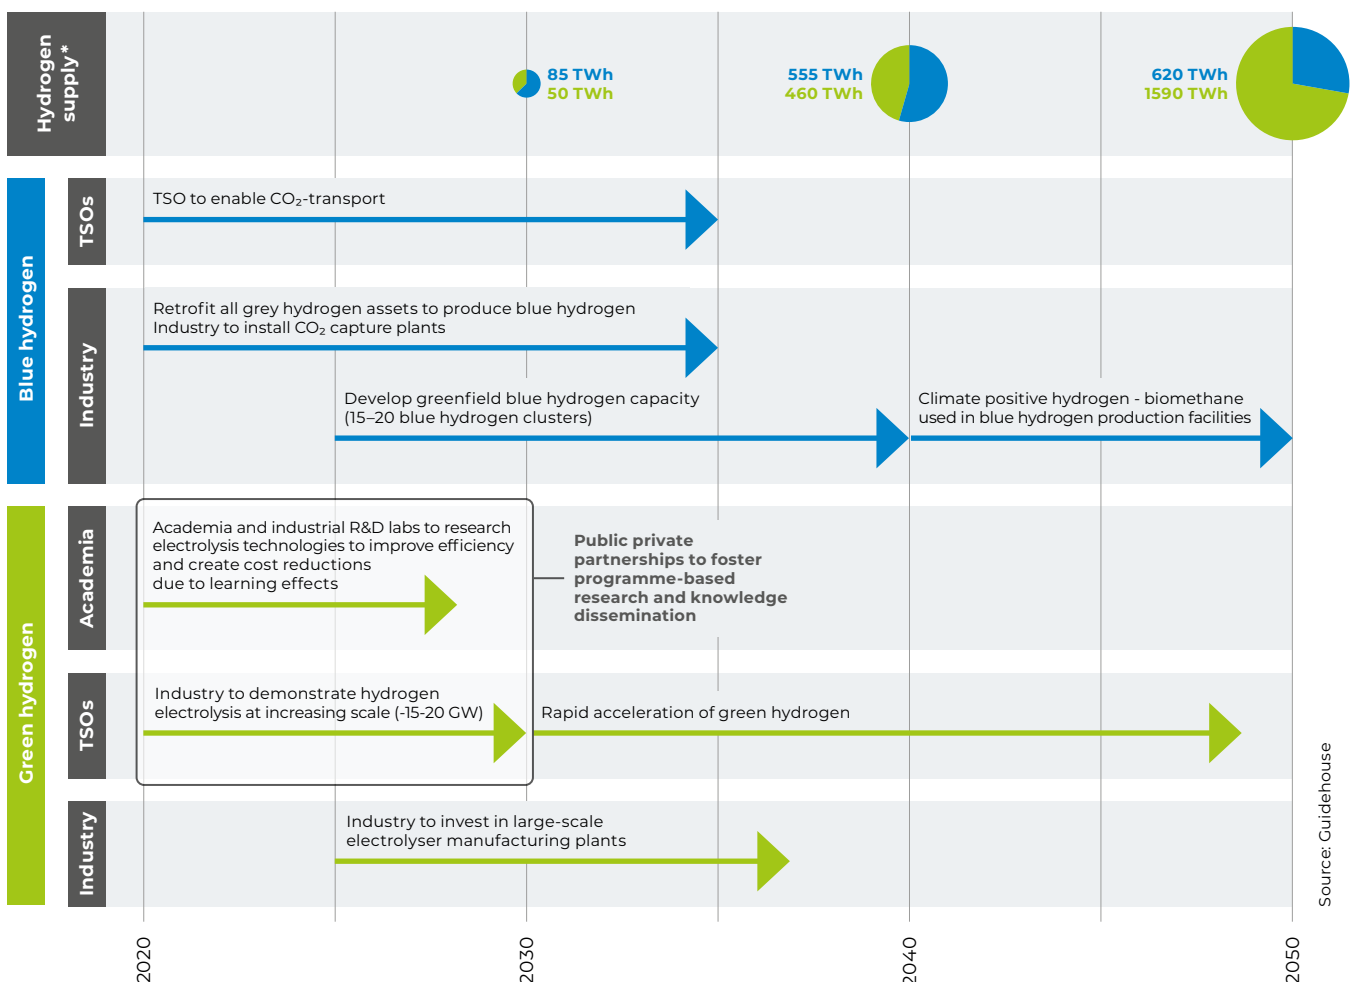 Hydrogen
supply*
85 TWh
50 TWh
555 TWh
460 TWh
620 TWh
1590 TWh
Blue hydrogen
TSOs
TSO to enable CO₂-transport
Industry
Retrofit all grey hydrogen assets to produce blue hydrogen
Industry to install CO₂ capture plants
Develop greenfield blue hydrogen capacity
(15–20 blue hydrogen clusters)
Climate positive hydrogen - biomethane
used in blue hydrogen production facilities
Green hydrogen
Academia
Academia and industrial R&D labs to research
electrolysis technologies to improve efficiency
and create cost reductions
due to learning effects
Public private
partnerships to foster
programme-based
research and knowledge
dissemination
TSOs
Industry to demonstrate hydrogen
electrolysis at increasing scale (-15-20 GW)
Rapid acceleration of green hydrogen
Industry
Industry to invest in large-scale
electrolyser manufacturing plants
2020
2030
2040
2050
Source: Guidehouse